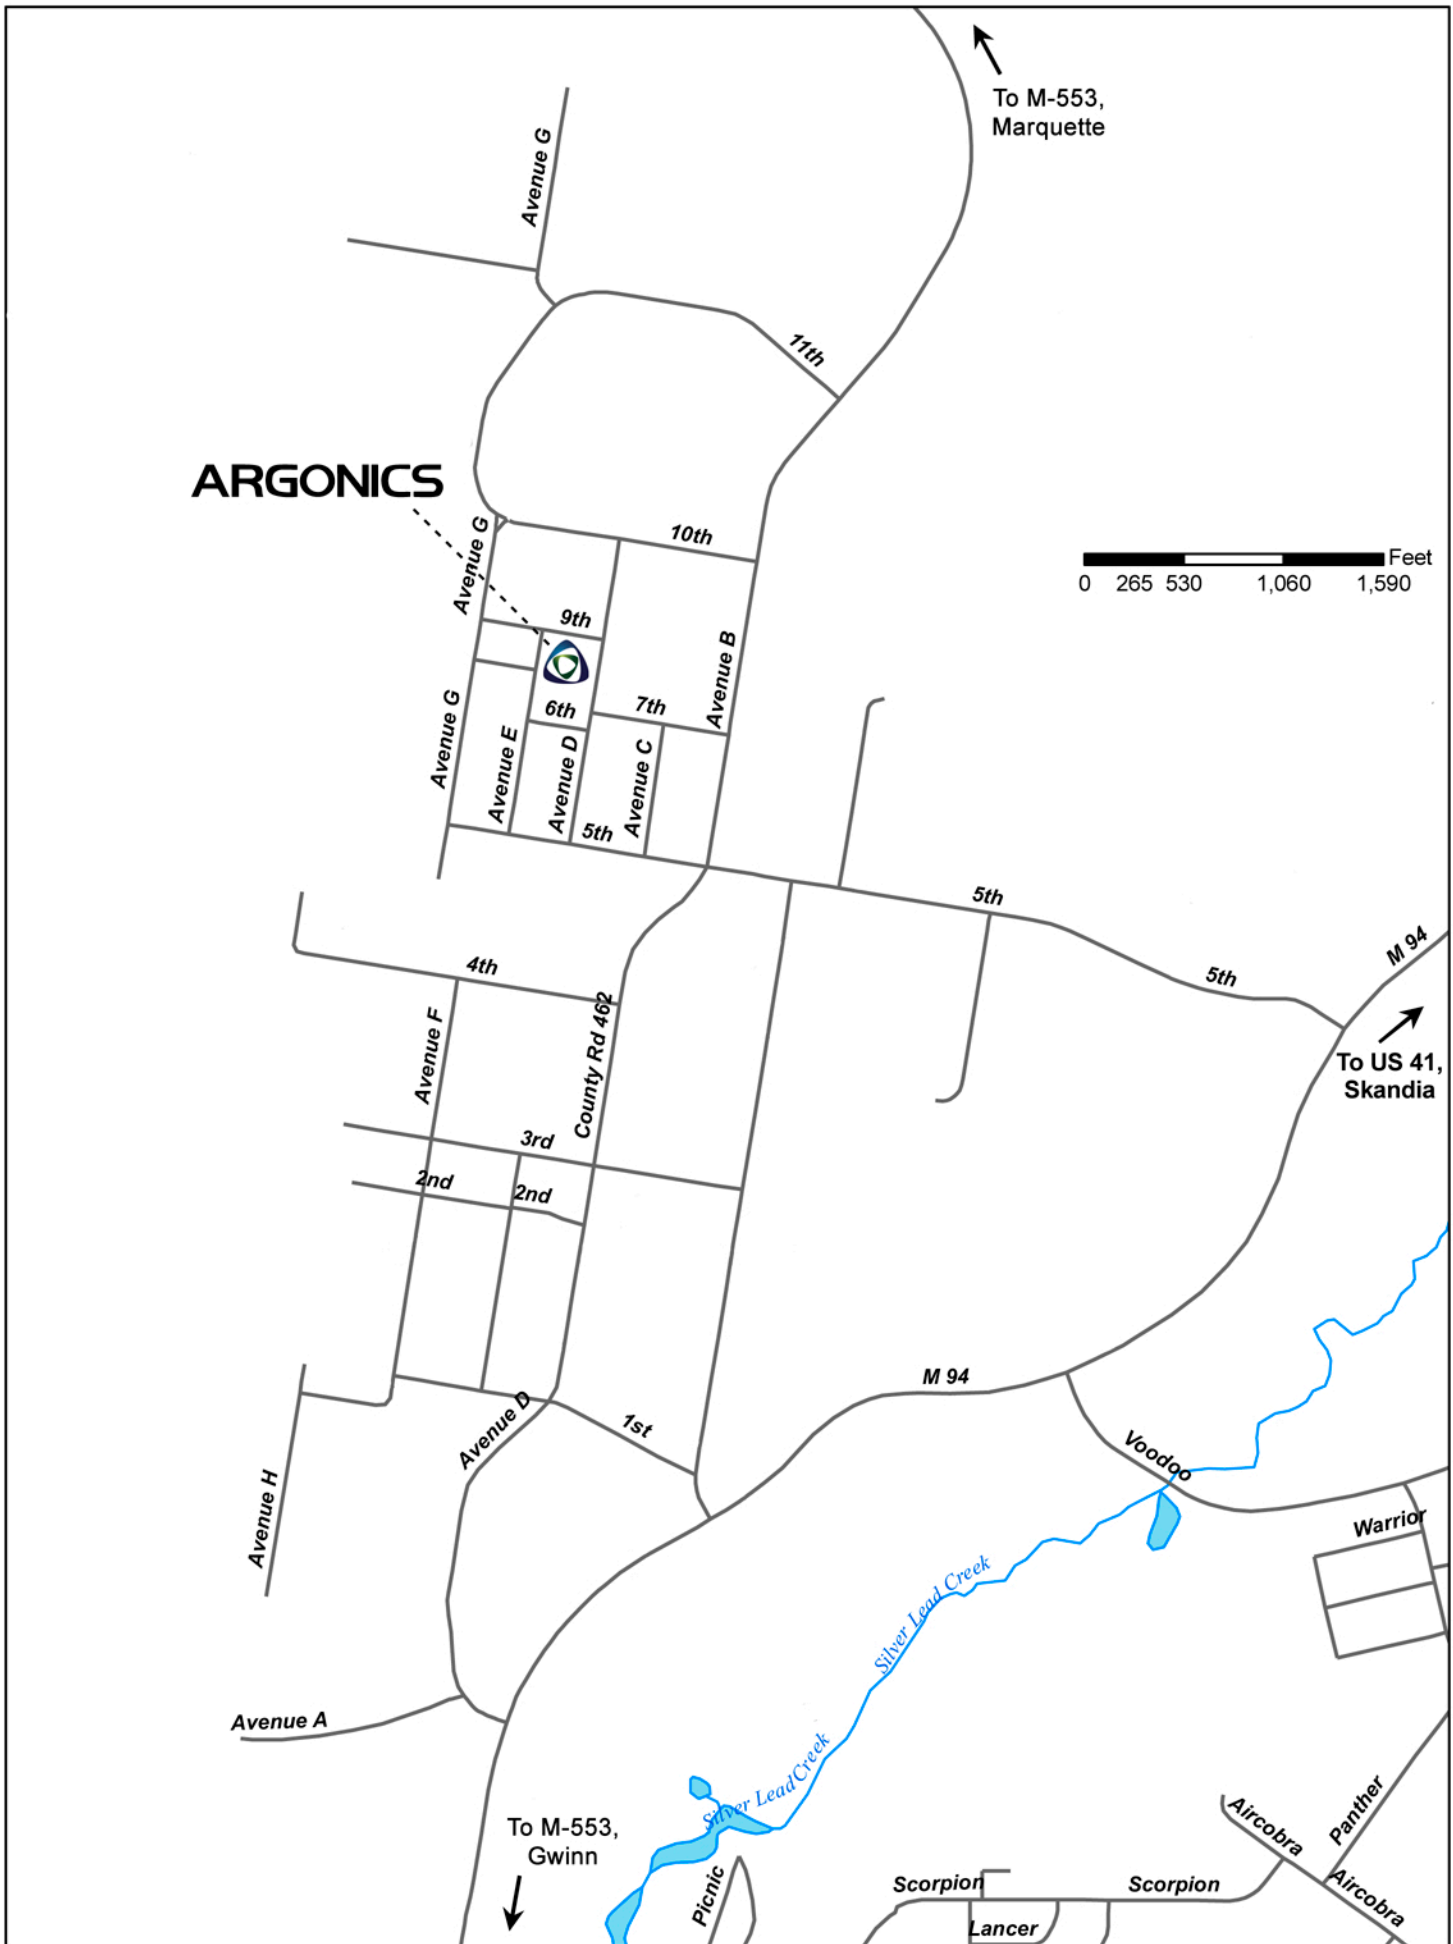 To M-553,
Marquette
Avenue G
11th
ARGONICS
Avenue G
10th
Feet
0 265 530 1,060 1,590
9th
Avenue B
Avenue G
6th
7th
Avenue E
Avenue D
Avenue C
5th
5th
M 94
4th
5th
County Rd 462
Avenue F
To US 41,
Skandia
3rd
2nd
2nd
M 94
Avenue D
1st
Voodoo
Avenue H
Warrior
Silver Lead Creek
Avenue A
Silver Lead Creek
Panther
Aircobra
To M-553,
Gwinn
Picnic
Scorpion
Scorpion
Aircobra
Lancer